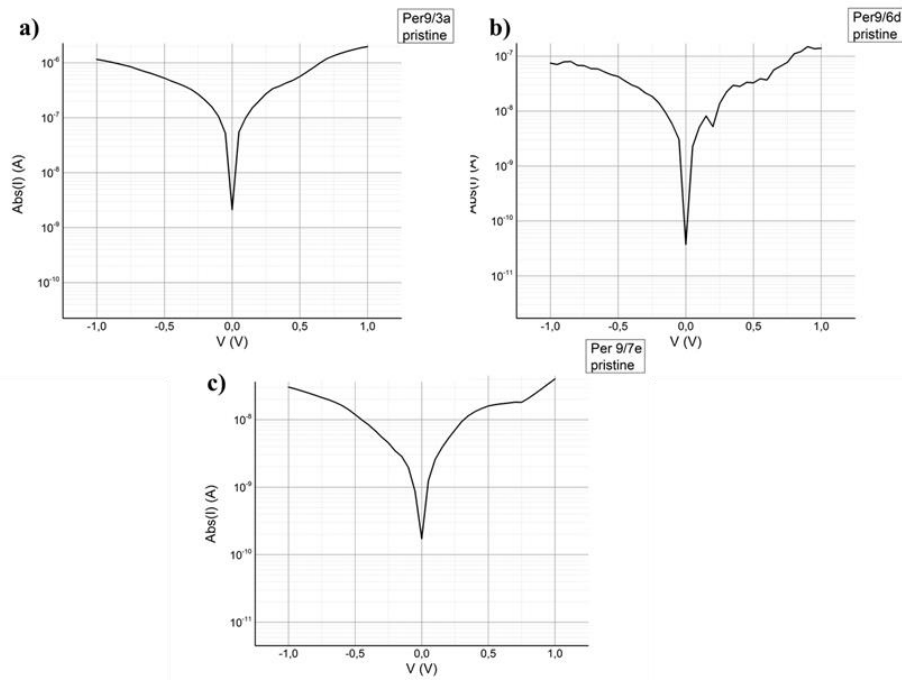 a)
Per9/3a
pristine
10⁻⁶
10⁻⁷
10⁻⁸
10⁻⁹
10⁻¹⁰
Abs(I) (A)
-1,0 -0,5 0,0 0,5 1,0
V (V)
b)
Per9/6d
pristine
10⁻⁷
10⁻⁸
10⁻⁹
10⁻¹⁰
10⁻¹¹
Abs(I) (A)
-1,0 -0,5 0,0 0,5 1,0
V (V)
c)
Per 9/7e
pristine
10⁻⁸
10⁻⁹
10⁻¹⁰
10⁻¹¹
Abs(I) (A)
-1,0 -0,5 0,0 0,5 1,0
V (V)